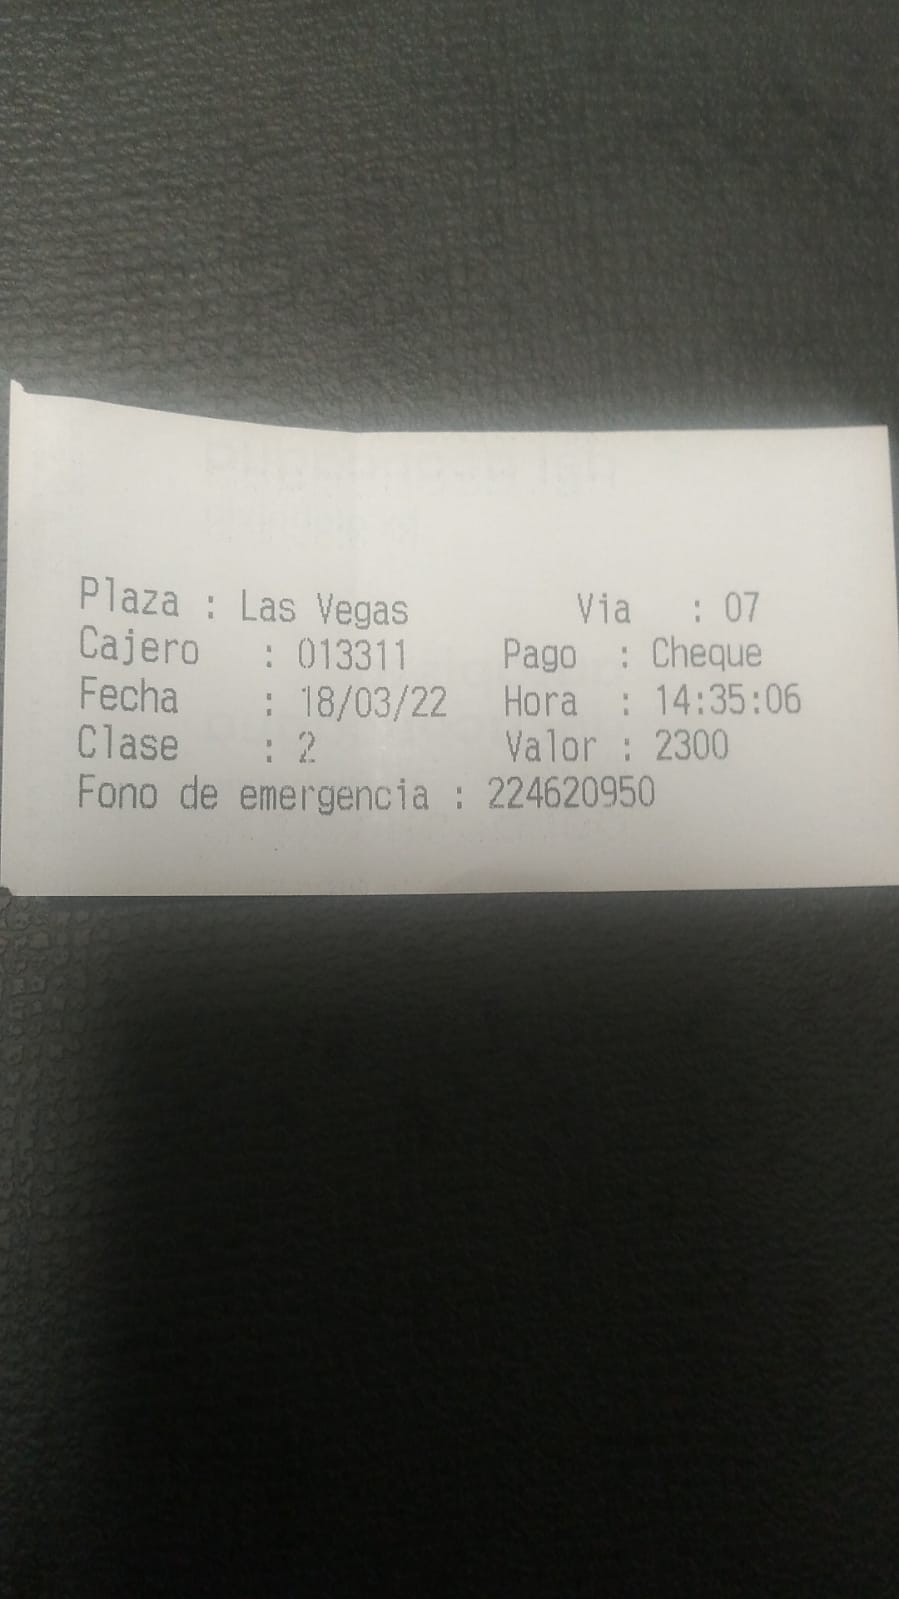 Plaza : Las Vegas Via : 07
Cajero : 013311 Pago : Cheque
Fecha : 18/03/22 Hora : 14:35:06
Clase : 2 Valor : 2300
Fono de emergencia : 224620950